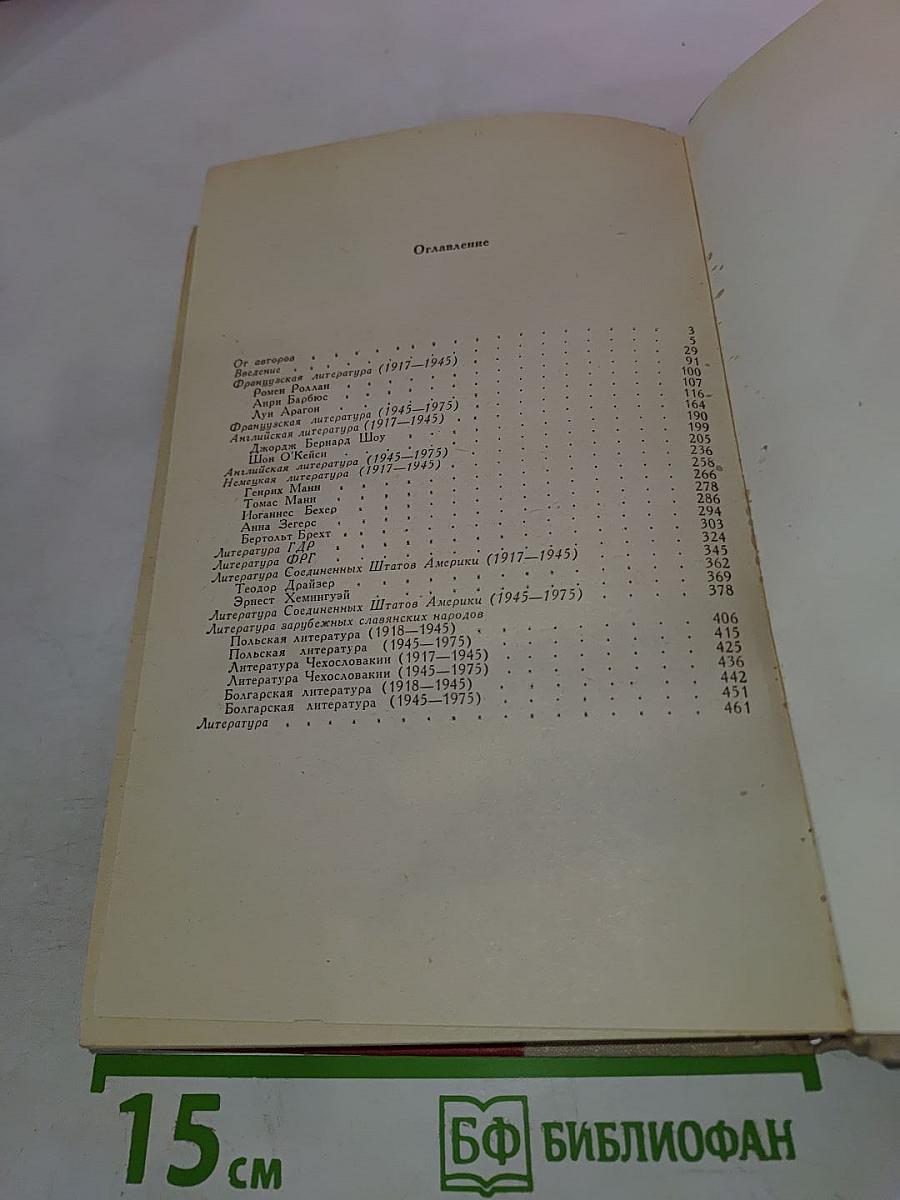 Оглавление
От авторов . . . . . . . . . . . . 3
Введение . . . . . . . . . . . . 5
Французская литература (1917—1945) . . . . . . 29
Ромен Роллан . . . . . . . . . . . 91
Анри Барбюс . . . . . . . . . . . 100
Луи Арагон . . . . . . . . . . . 107
Французская литература (1945—1975) . . . . . . 116
Английская литература (1917—1945) . . . . . . 164
Джордж Бернард Шоу . . . . . . . . . 190
Шон О'Кейси . . . . . . . . . . . 199
Английская литература (1945—1975) . . . . . . 205
Немецкая литература (1917—1945) . . . . . . 236
Генрих Манн . . . . . . . . . . . 258
Томас Манн . . . . . . . . . . . 266
Иоганнес Бехер . . . . . . . . . . . 278
Анна Зегерс . . . . . . . . . . . 286
Бертольт Брехт . . . . . . . . . . . 294
Литература ГДР . . . . . . . . . . . 303
Литература ФРГ . . . . . . . . . . . 324
Литература Соединенных Штатов Америки (1917—1945) . . . 345
Теодор Драйзер . . . . . . . . . . . 362
Эрнест Хемингуэй . . . . . . . . . . 369
Литература Соединенных Штатов Америки (1945—1975) . . . 378
Литература зарубежных славянских народов
Польская литература (1918—1945) . . . . . . . 406
Польская литература (1945—1975) . . . . . . . 415
Литература Чехословакии (1917—1945) . . . . . . 425
Литература Чехословакии (1945—1975) . . . . . . 436
Болгарская литература (1918—1945) . . . . . . . 442
Болгарская литература (1945—1975) . . . . . . . 451
Литература . . . . . . . . . . . . 461
15 см
БФ БИБЛИОФАН